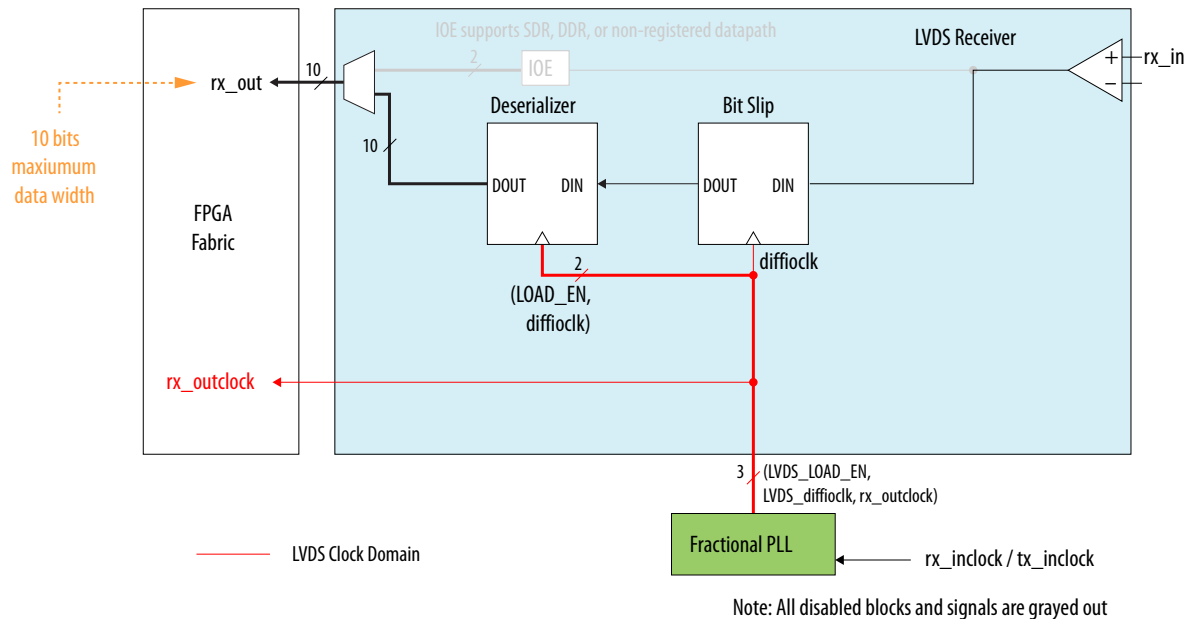 IOE supports SDR, DDR, or non-registered datapath
LVDS Receiver
2
IOE
+
−
rx_in
rx_out
10
10 bits
maxiumum
data width
Deserializer
Bit Slip
10
DOUT DIN
DOUT DIN
FPGA
Fabric
2
diffioclk
(LOAD_EN,
diffioclk)
rx_outclock
3
(LVDS_LOAD_EN,
LVDS_diffioclk, rx_outclock)
Fractional PLL
LVDS Clock Domain
rx_inclock / tx_inclock
Note: All disabled blocks and signals are grayed out